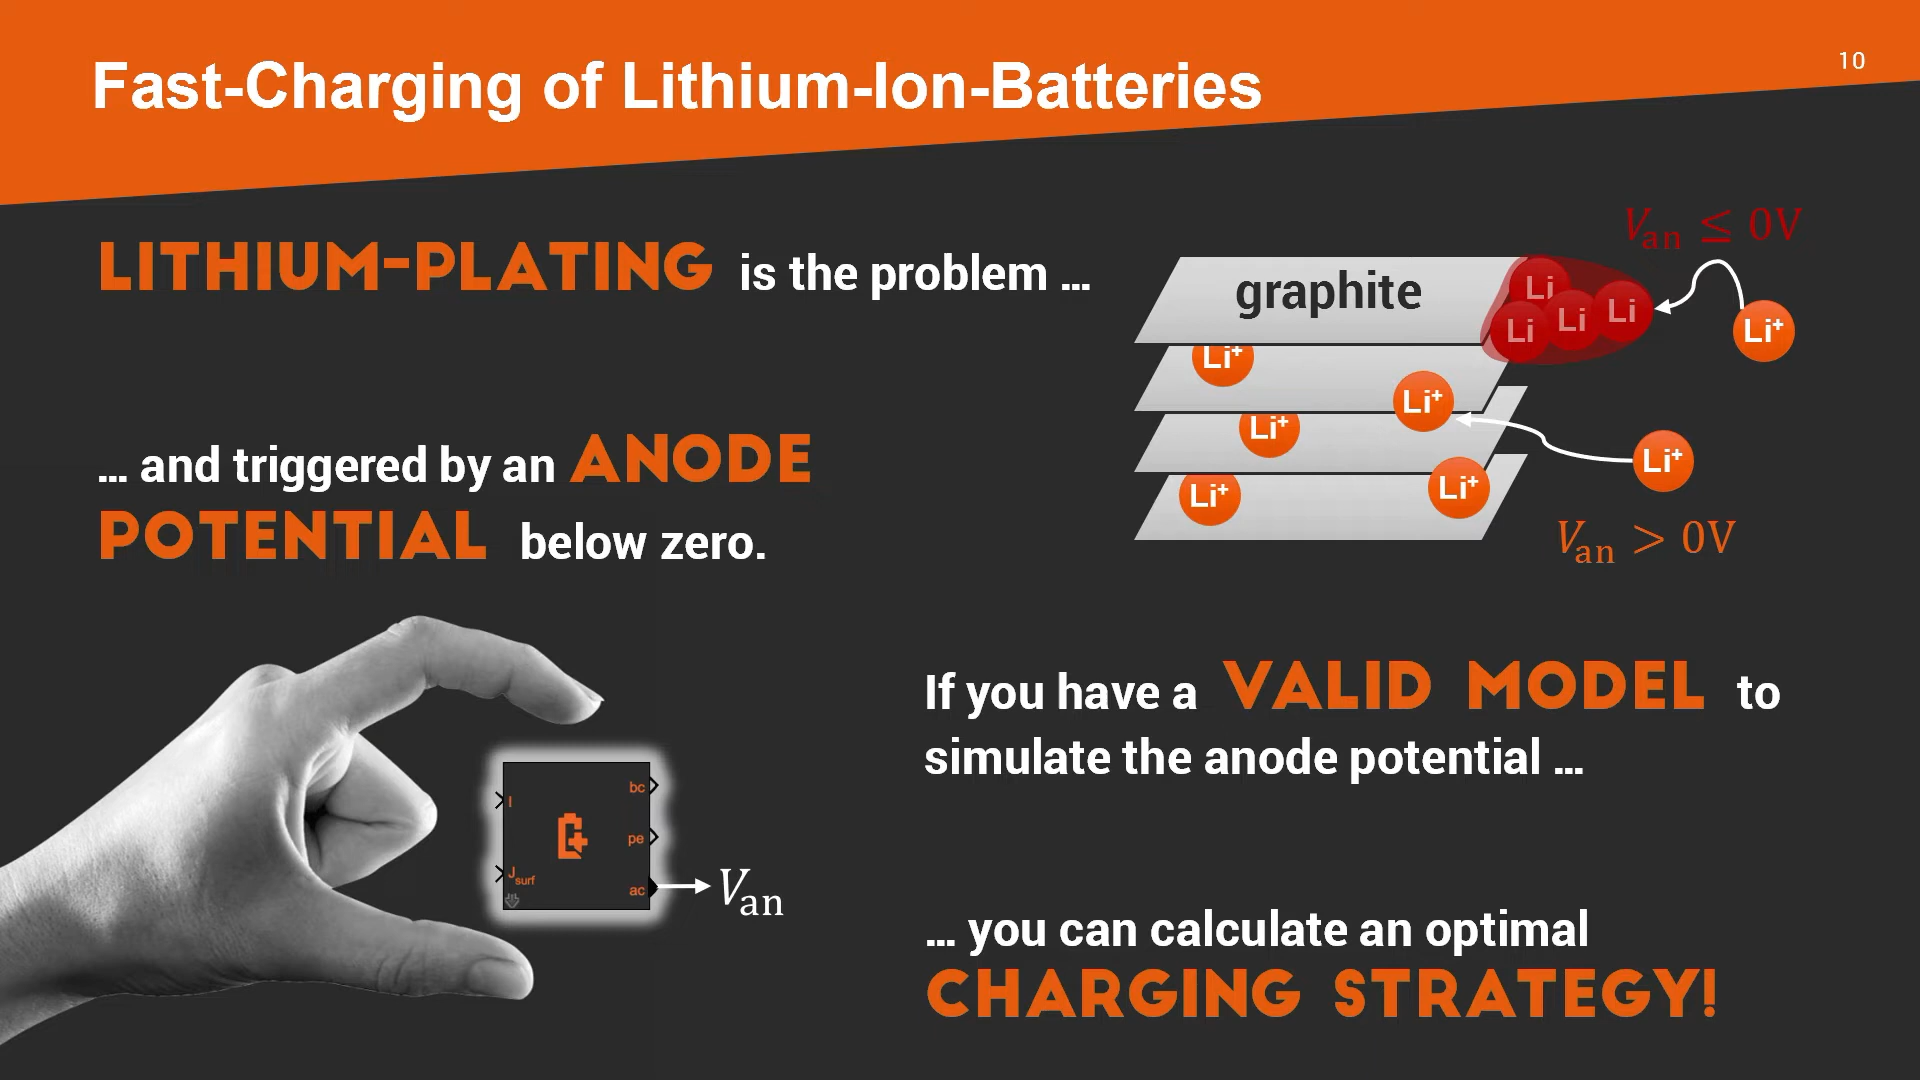 10
Fast-Charging of Lithium-Ion-Batteries
LITHIUM-PLATING is the problem ...
... and triggered by an ANODE
POTENTIAL below zero.
V_an ≤ 0V
graphite
Li
Li
Li
Li
Li⁺
Li⁺
Li⁺
Li⁺
Li⁺
Li⁺
Li⁺
V_an > 0V
I
bc
pe
J_surf
ac
V_an
If you have a VALID MODEL to
simulate the anode potential ...
... you can calculate an optimal
CHARGING STRATEGY!